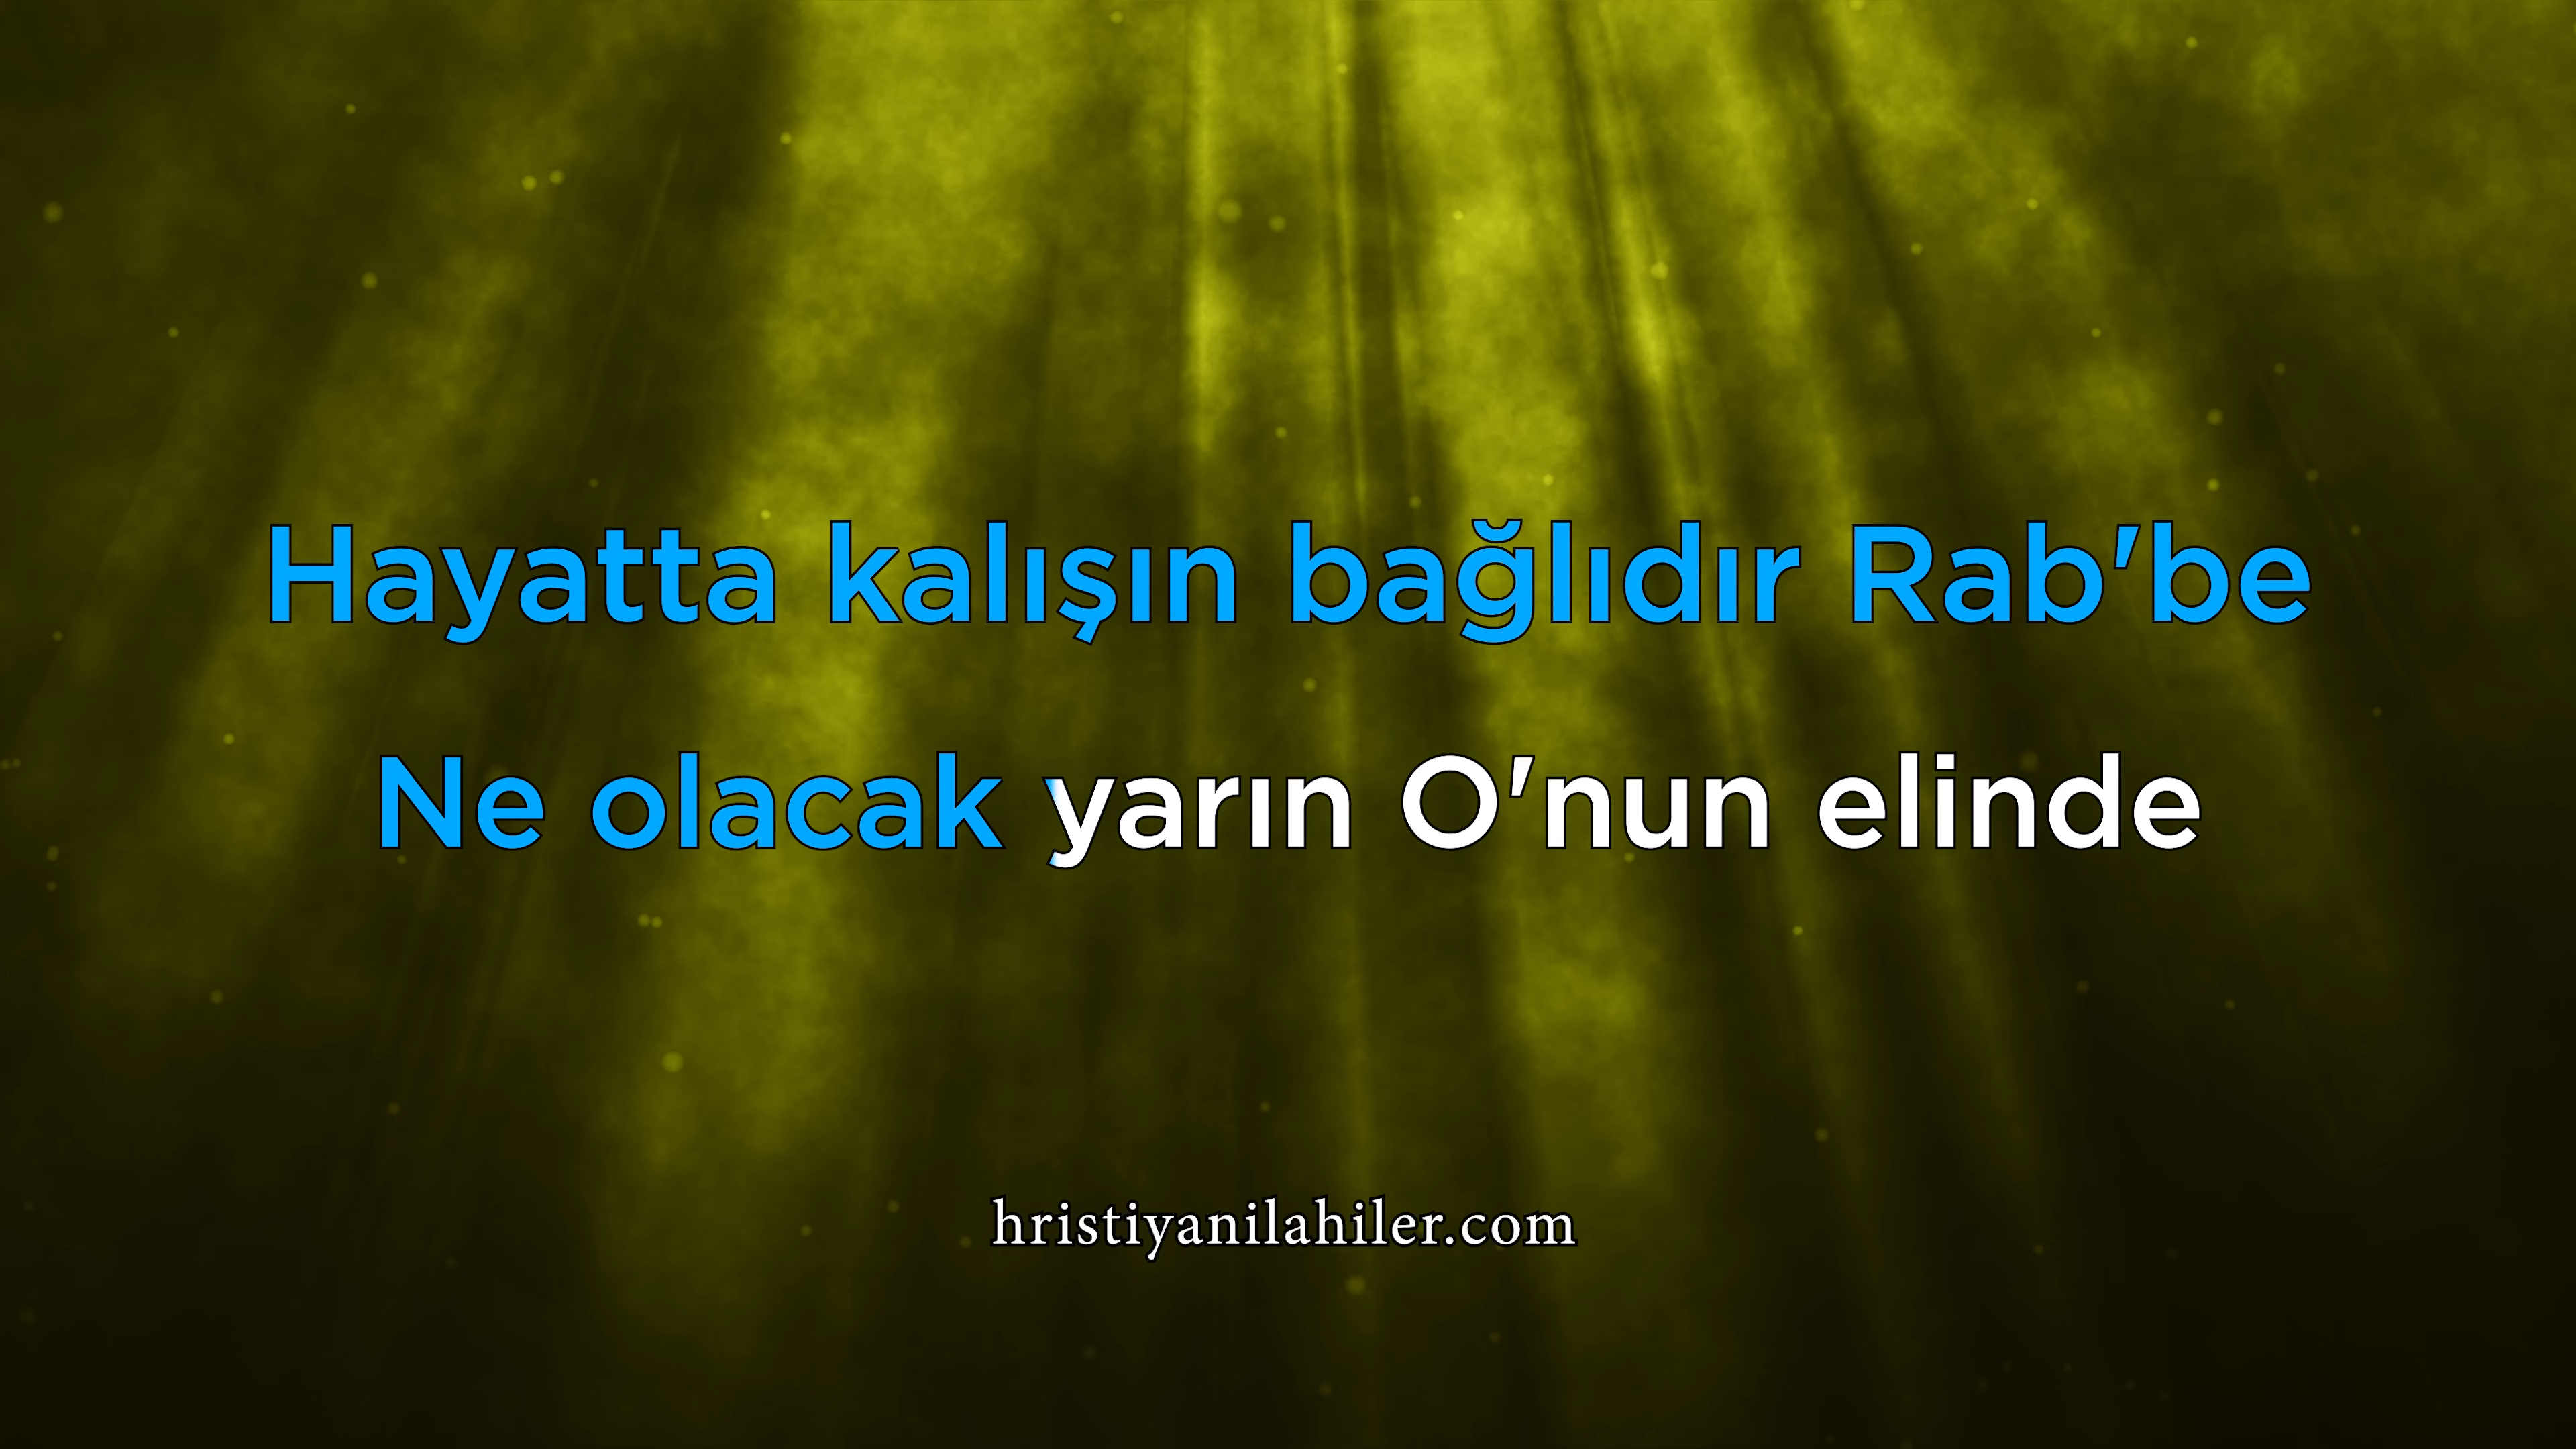 Hayatta kalışın bağlıdır Rab'be
Ne olacak yarın O'nun elinde
hristiyanilahiler.com